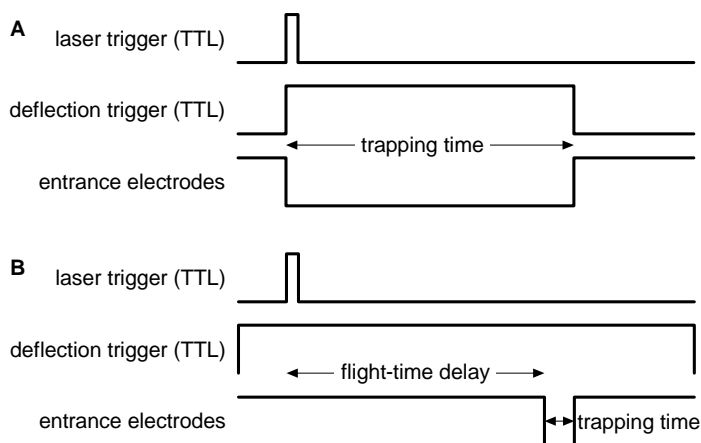 A
laser trigger (TTL)
deflection trigger (TTL)
trapping time
entrance electrodes
B
laser trigger (TTL)
deflection trigger (TTL)
flight-time delay
entrance electrodes
trapping time